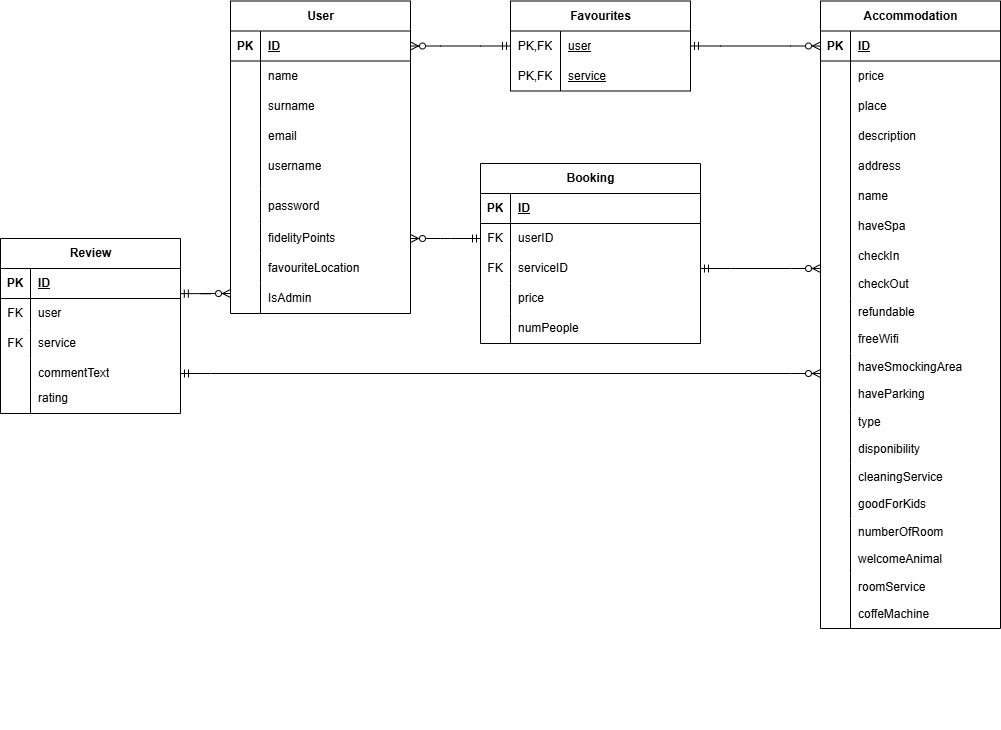 User
PK ID
name
surname
email
username
password
fidelityPoints
favouriteLocation
IsAdmin
Favourites
PK,FK user
PK,FK service
Accommodation
PK ID
price
place
description
address
name
haveSpa
checkIn
checkOut
refundable
freeWifi
haveSmockingArea
haveParking
type
disponibility
cleaningService
goodForKids
numberOfRoom
welcomeAnimal
roomService
coffeMachine
Booking
PK ID
FK userID
FK serviceID
price
numPeople
Review
PK ID
FK user
FK service
commentText
rating